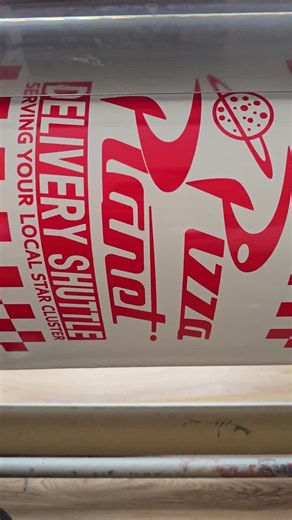 Pizza
Planet
DELIVERY SHUTTLE
SERVING YOUR LOCAL STAR CLUSTER